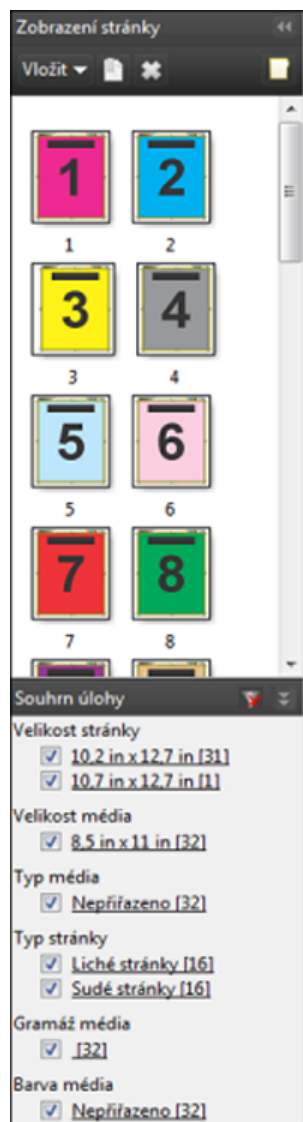 Zobrazení stránky
Vložit
1 2
1 2
3 4
3 4
5 6
5 6
7 8
7 8
Souhrn úlohy
Velikost stránky
10,2 in x 12,7 in [31]
10,7 in x 12,7 in [1]
Velikost média
8,5 in x 11 in [32]
Typ média
Nepřiřazeno [32]
Typ stránky
Liché stránky [16]
Sudé stránky [16]
Gramáž média
[32]
Barva média
Nepřiřazeno [32]